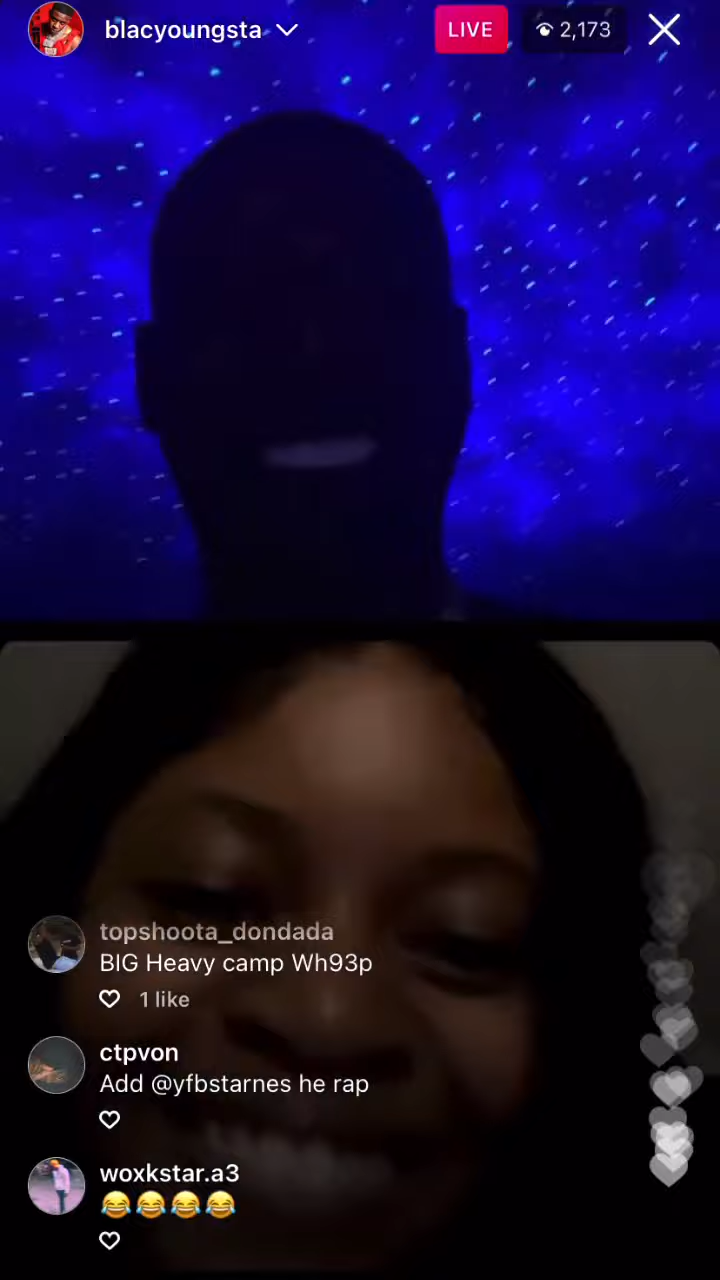 blacyoungsta
LIVE
2,173
topshoota_dondada
BIG Heavy camp Wh93p
1 like
ctpvon
Add @yfbstarnes he rap
woxkstar.a3
😂😂😂😂